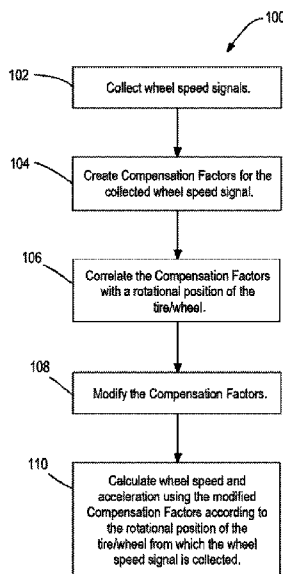 100
102
Collect wheel speed signals.
104
Create Compensation Factors for the
collected wheel speed signal.
106
Correlate the Compensation Factors
with a rotational position of the
tire/wheel.
108
Modify the Compensation Factors.
110
Calculate wheel speed and
acceleration using the modified
Compensation Factors according to
the rotational position of the
tire/wheel from which the wheel
speed signal is collected.